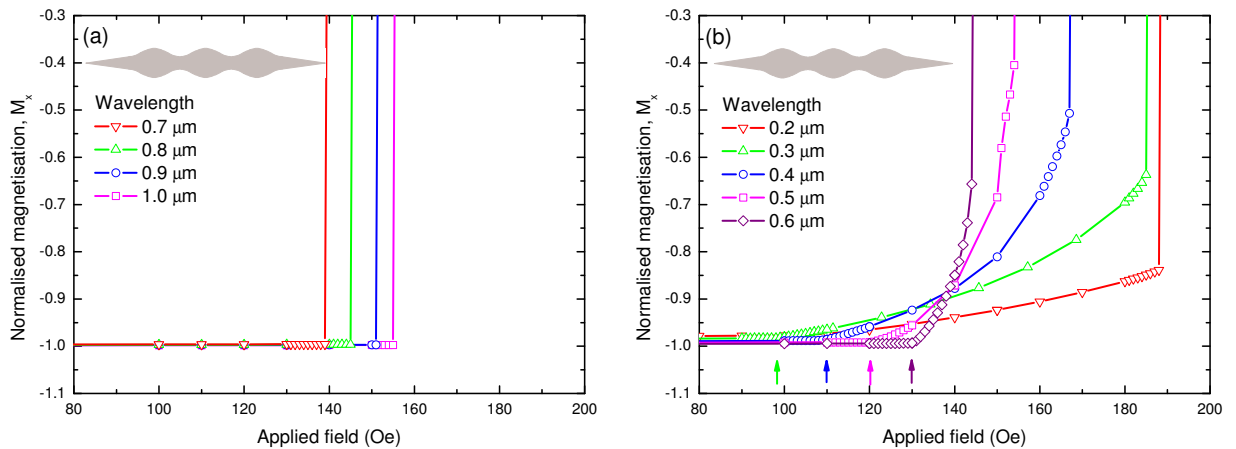 (a)
Wavelength
0.7 µm
0.8 µm
0.9 µm
1.0 µm
Normalised magnetisation, Mₓ
-0.3
-0.4
-0.5
-0.6
-0.7
-0.8
-0.9
-1.0
-1.1
80 100 120 140 160 180 200
Applied field (Oe)
(b)
Wavelength
0.2 µm
0.3 µm
0.4 µm
0.5 µm
0.6 µm
Normalised magnetisation, Mₓ
-0.3
-0.4
-0.5
-0.6
-0.7
-0.8
-0.9
-1.0
-1.1
80 100 120 140 160 180 200
Applied field (Oe)